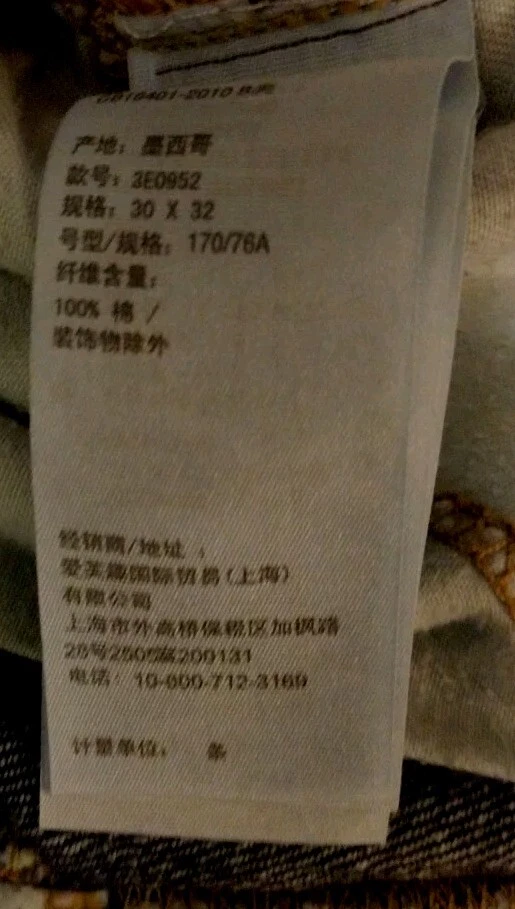 GB18401-2010 B类
产地：墨西哥
款号：3E0952
规格：30 X 32
号型/规格：170/76A
纤维含量：
100% 棉 /
装饰物除外
经销商/地址 ：
爱芙趣国际贸易(上海)
有限公司
上海市外高桥保税区加枫路
28号2505室200131
电话：10-800-712-3169
计量单位： 条